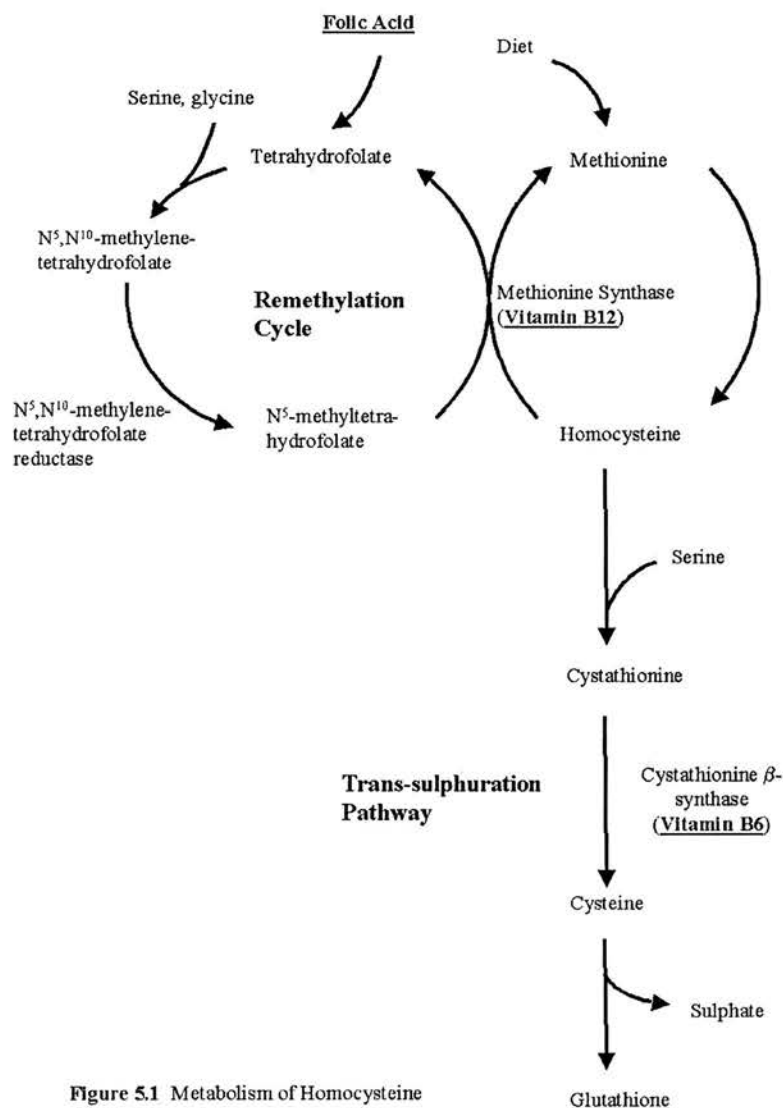 Folic Acid
Diet
Serine, glycine
Tetrahydrofolate
Methionine
N⁵,N¹⁰-methylene-
tetrahydrofolate
Remethylation
Cycle
Methionine Synthase
(Vitamin B12)
N⁵,N¹⁰-methylene-
tetrahydrofolate
reductase
N⁵-methyltetra-
hydrofolate
Homocysteine
Serine
Cystathionine
Trans-sulphuration
Pathway
Cystathionine β-
synthase
(Vitamin B6)
Cysteine
Sulphate
Figure 5.1 Metabolism of Homocysteine
Glutathione